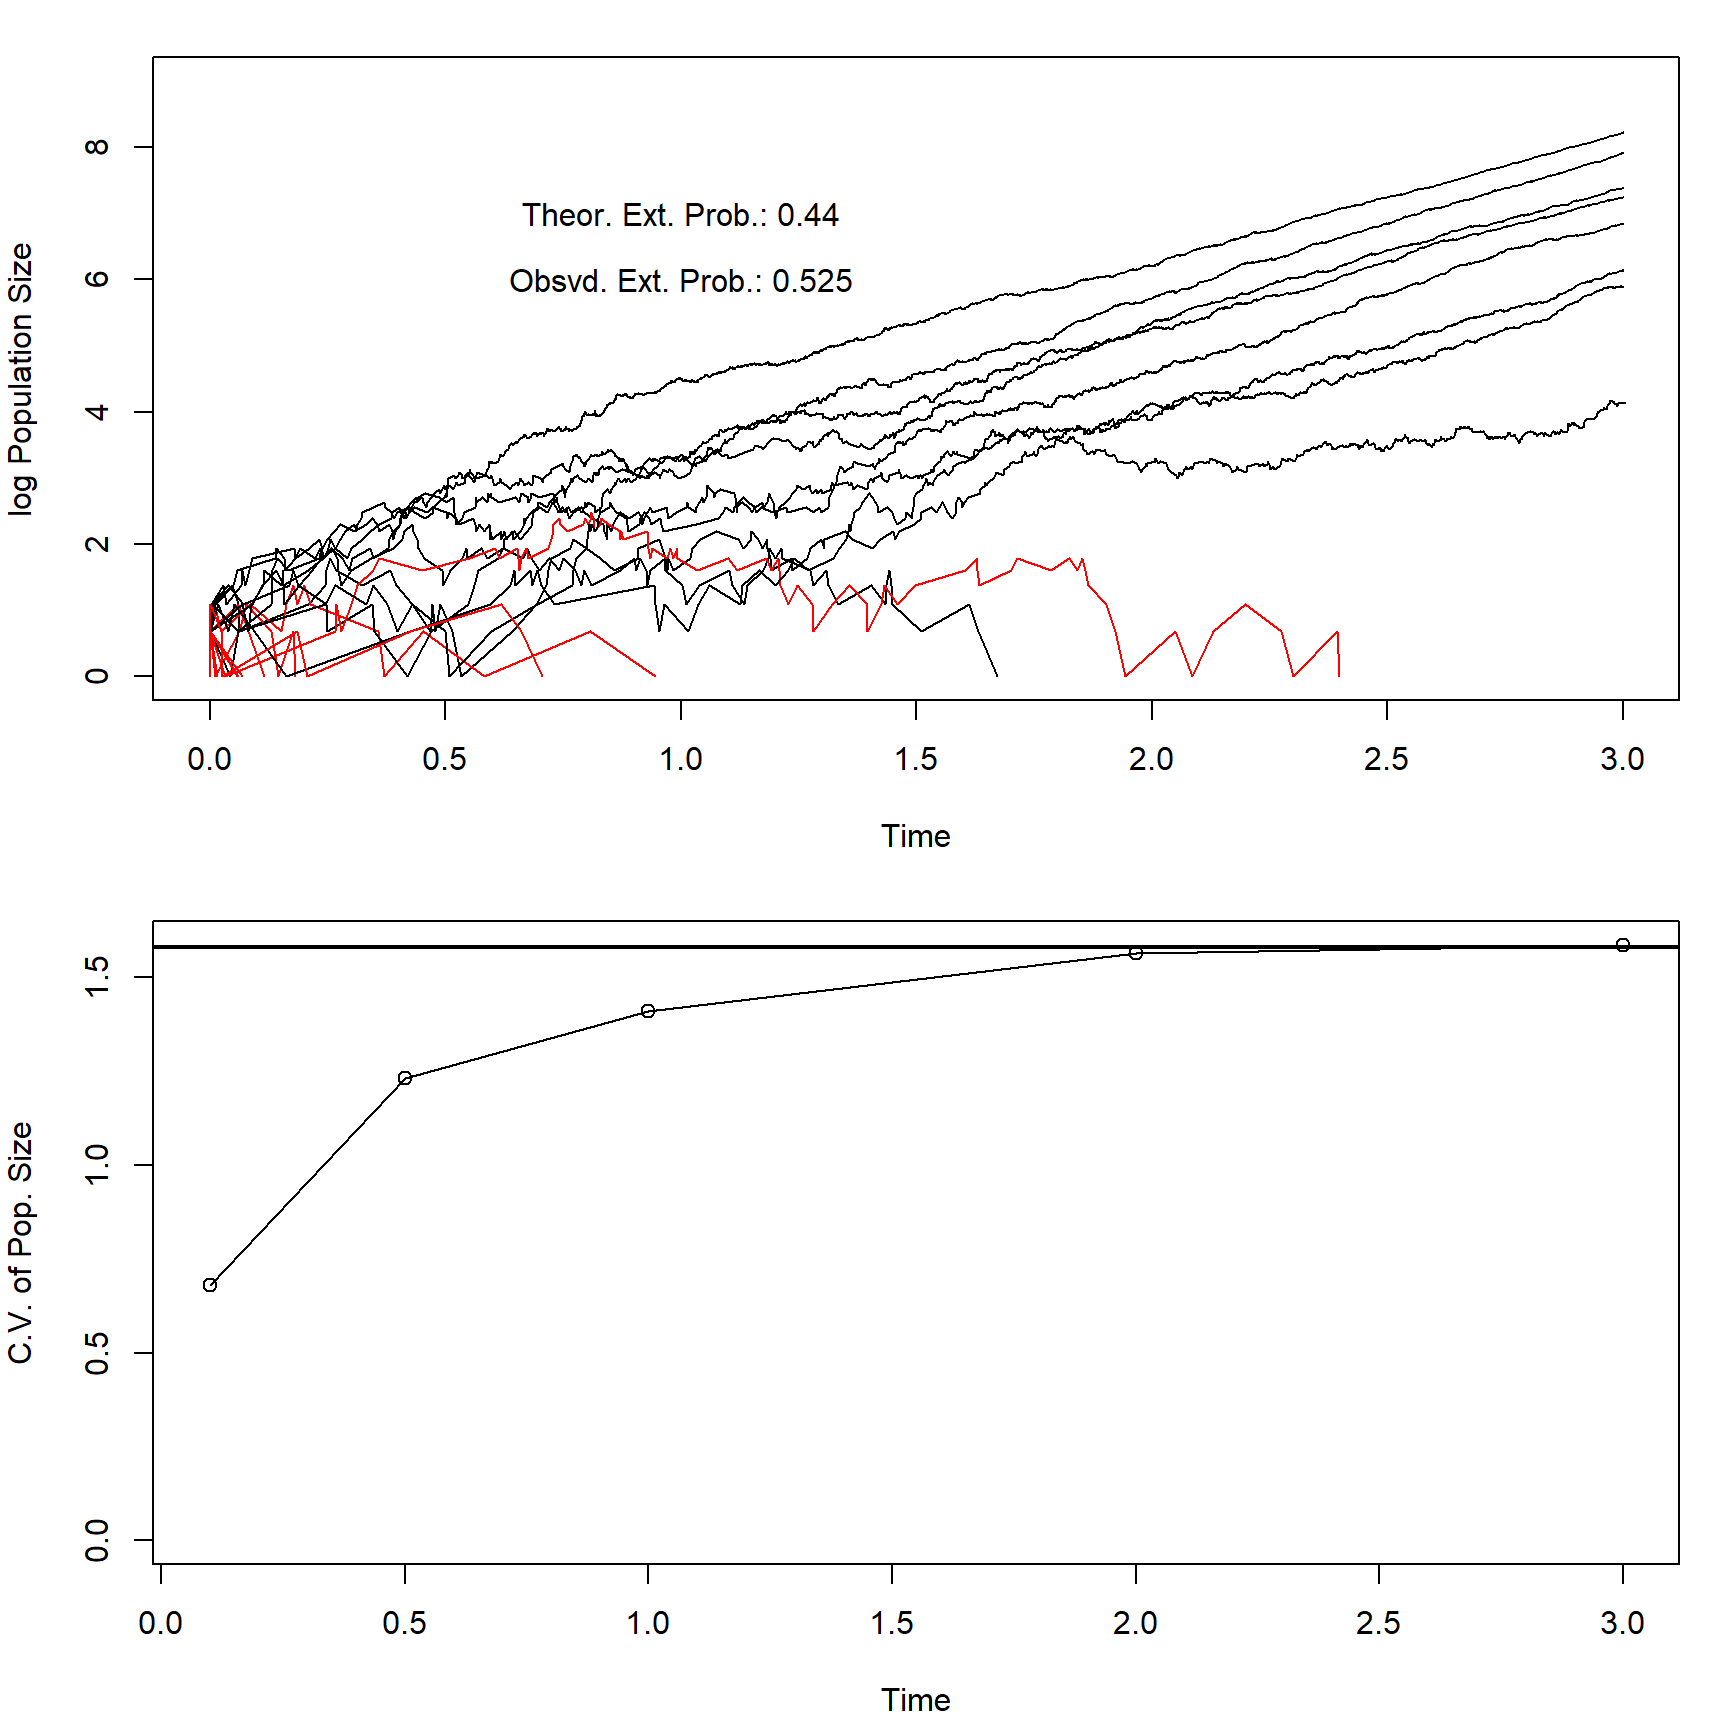 log Population Size
8
6
4
2
0
Theor. Ext. Prob.: 0.44
Obsvd. Ext. Prob.: 0.525
0.0 0.5 1.0 1.5 2.0 2.5 3.0
Time
C.V. of Pop. Size
1.5
1.0
0.5
0.0
0.0 0.5 1.0 1.5 2.0 2.5 3.0
Time